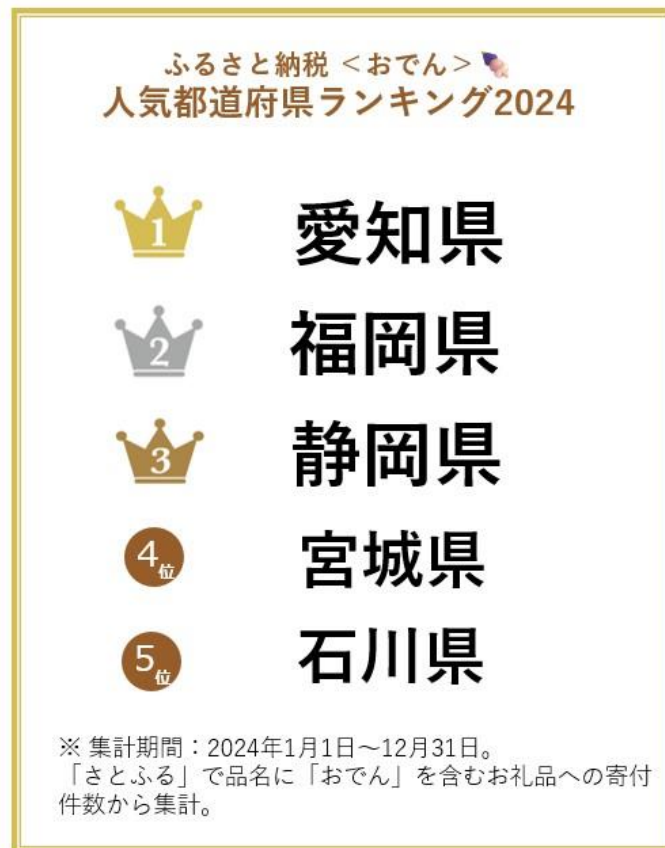 ふるさと納税 <おでん>🍠
人気都道府県ランキング2024
1 愛知県
2 福岡県
3 静岡県
4位 宮城県
5位 石川県
※ 集計期間：2024年1月1日～12月31日。
「さとふる」で品名に「おでん」を含むお礼品への寄付
件数から集計。